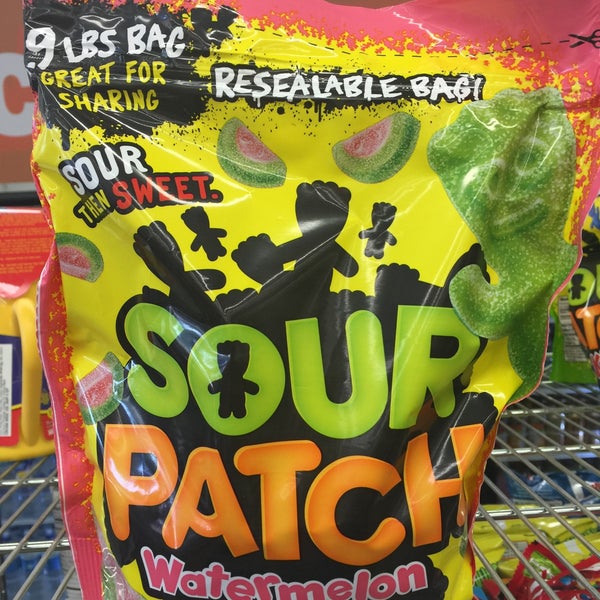 .9 LBS BAG
GREAT FOR
SHARING
RESEALABLE BAG!
SOUR
THEN SWEET.
SOUR
PATCH
Watermelon